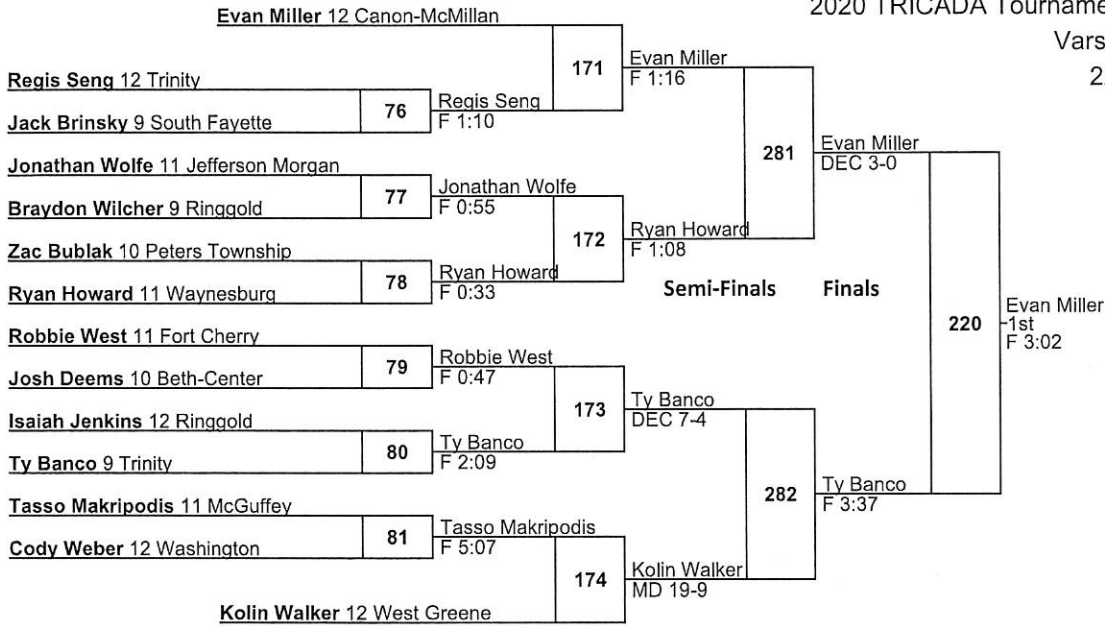 2020 TRICADA Tourname
Vars
2
Evan Miller 12 Canon-McMillan
171
Evan Miller
F 1:16
Regis Seng 12 Trinity
76
Regis Seng
F 1:10
Jack Brinsky 9 South Fayette
281
Evan Miller
DEC 3-0
Jonathan Wolfe 11 Jefferson Morgan
77
Jonathan Wolfe
F 0:55
Braydon Wilcher 9 Ringgold
172
Ryan Howard
F 1:08
Zac Bublak 10 Peters Township
78
Ryan Howard
F 0:33
Ryan Howard 11 Waynesburg
Semi-Finals Finals
220
Evan Miller
1st
F 3:02
Robbie West 11 Fort Cherry
79
Robbie West
F 0:47
Josh Deems 10 Beth-Center
173
Ty Banco
DEC 7-4
Isaiah Jenkins 12 Ringgold
80
Ty Banco
F 2:09
Ty Banco 9 Trinity
282
Ty Banco
F 3:37
Tasso Makripodis 11 McGuffey
81
Tasso Makripodis
F 5:07
Cody Weber 12 Washington
174
Kolin Walker
MD 19-9
Kolin Walker 12 West Greene